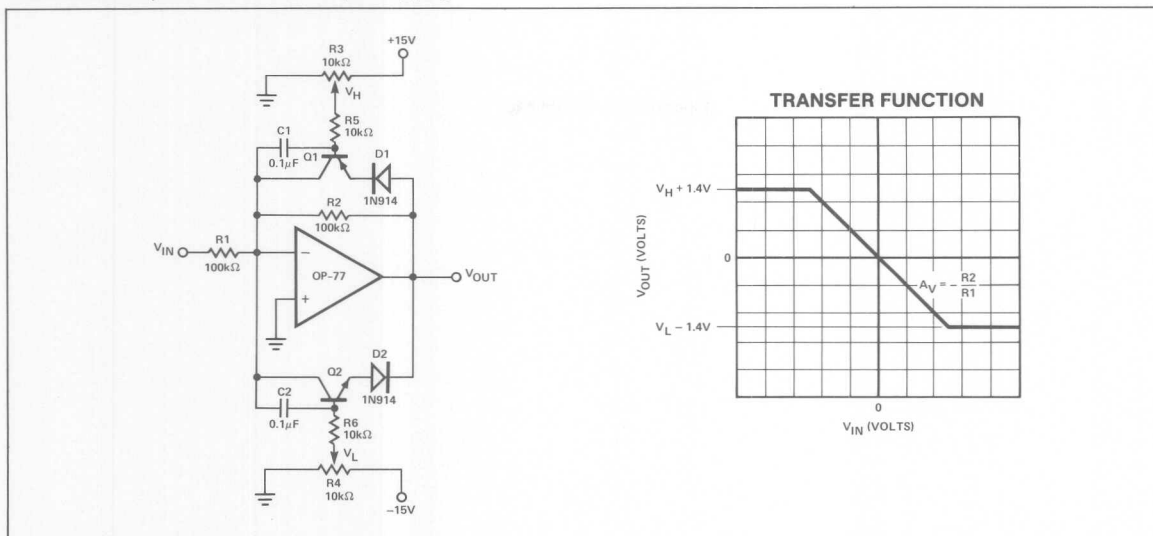 +15V
R3
10kΩ
V_H
R5
10kΩ
C1
0.1μF
Q1
D1
1N914
R2
100kΩ
V_IN
R1
100kΩ
−
OP-77
+
V_OUT
D2
1N914
Q2
C2
0.1μF
R6
10kΩ
V_L
R4
10kΩ
−15V
TRANSFER FUNCTION
V_H + 1.4V
0
V_L − 1.4V
V_OUT (VOLTS)
A_V = − R2/R1
0
V_IN (VOLTS)